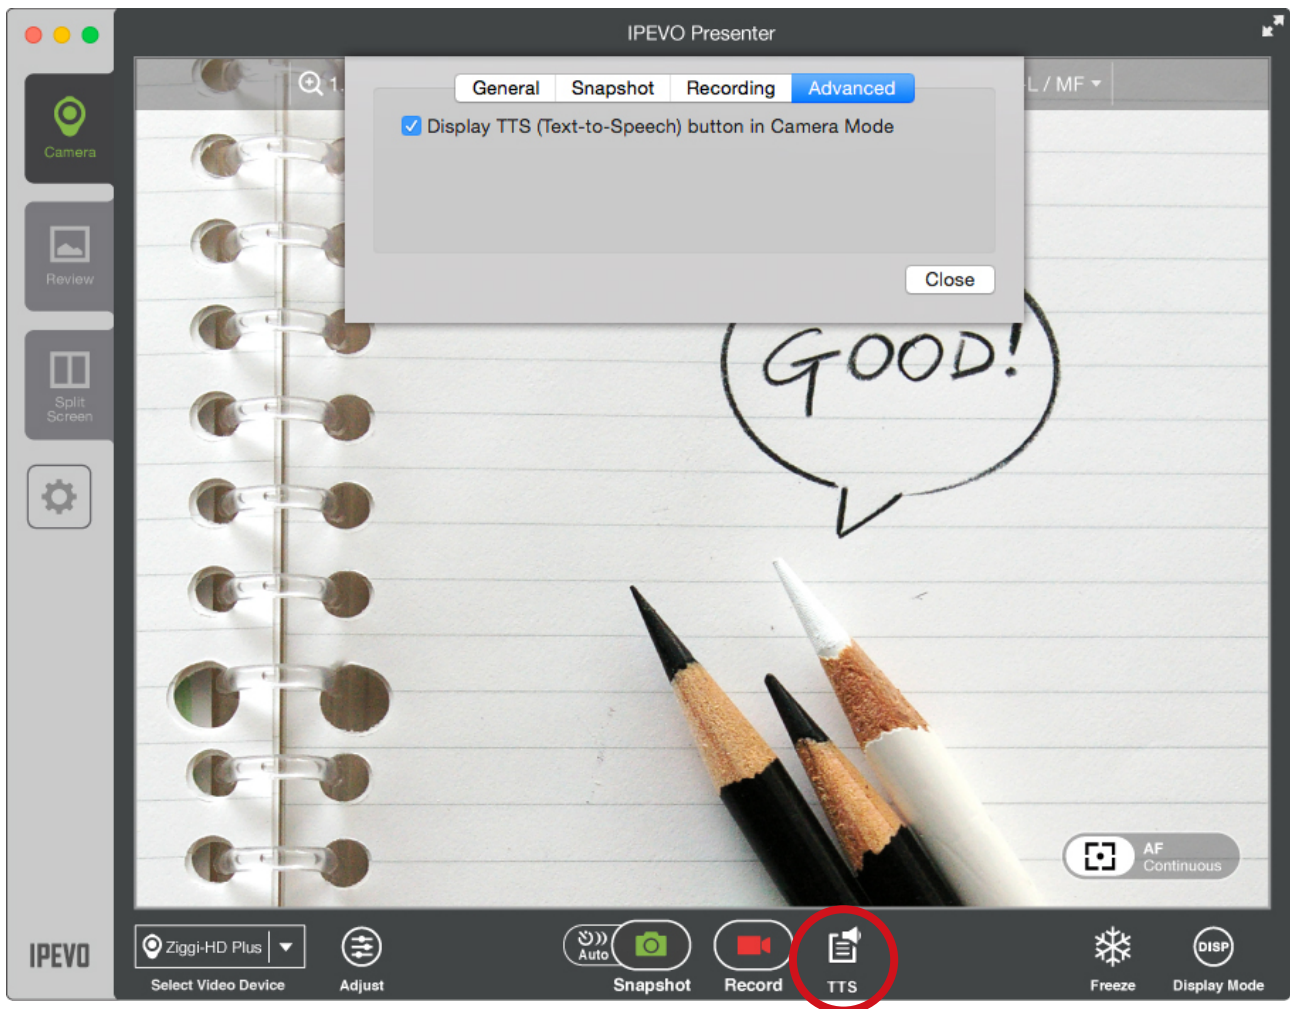 IPEVO Presenter
1.
L / MF
General Snapshot Recording Advanced
Display TTS (Text-to-Speech) button in Camera Mode
Close
Camera
Review
Split
Screen
GOOD!
AF
Continuous
IPEVO
Ziggi-HD Plus
Select Video Device
Adjust
Auto
Snapshot
Record
TTS
Freeze
DISP
Display Mode